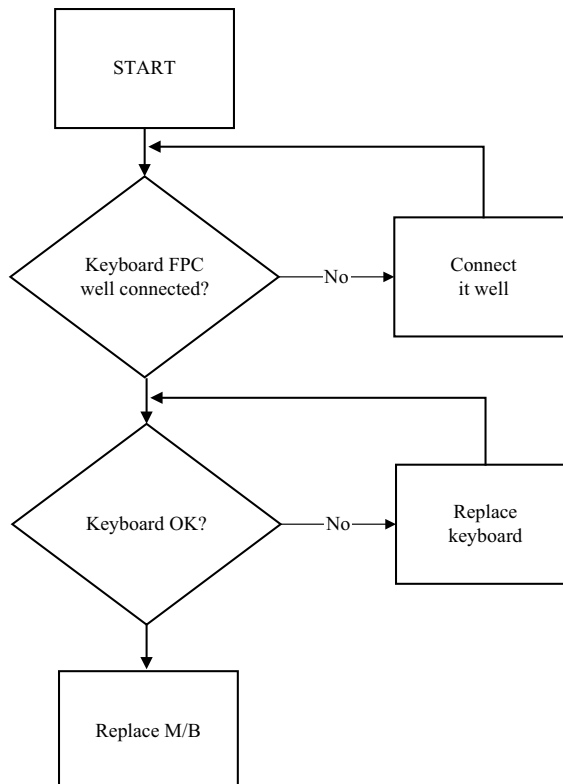 START
Keyboard FPC
well connected?
No
Connect
it well
Keyboard OK?
No
Replace
keyboard
Replace M/B